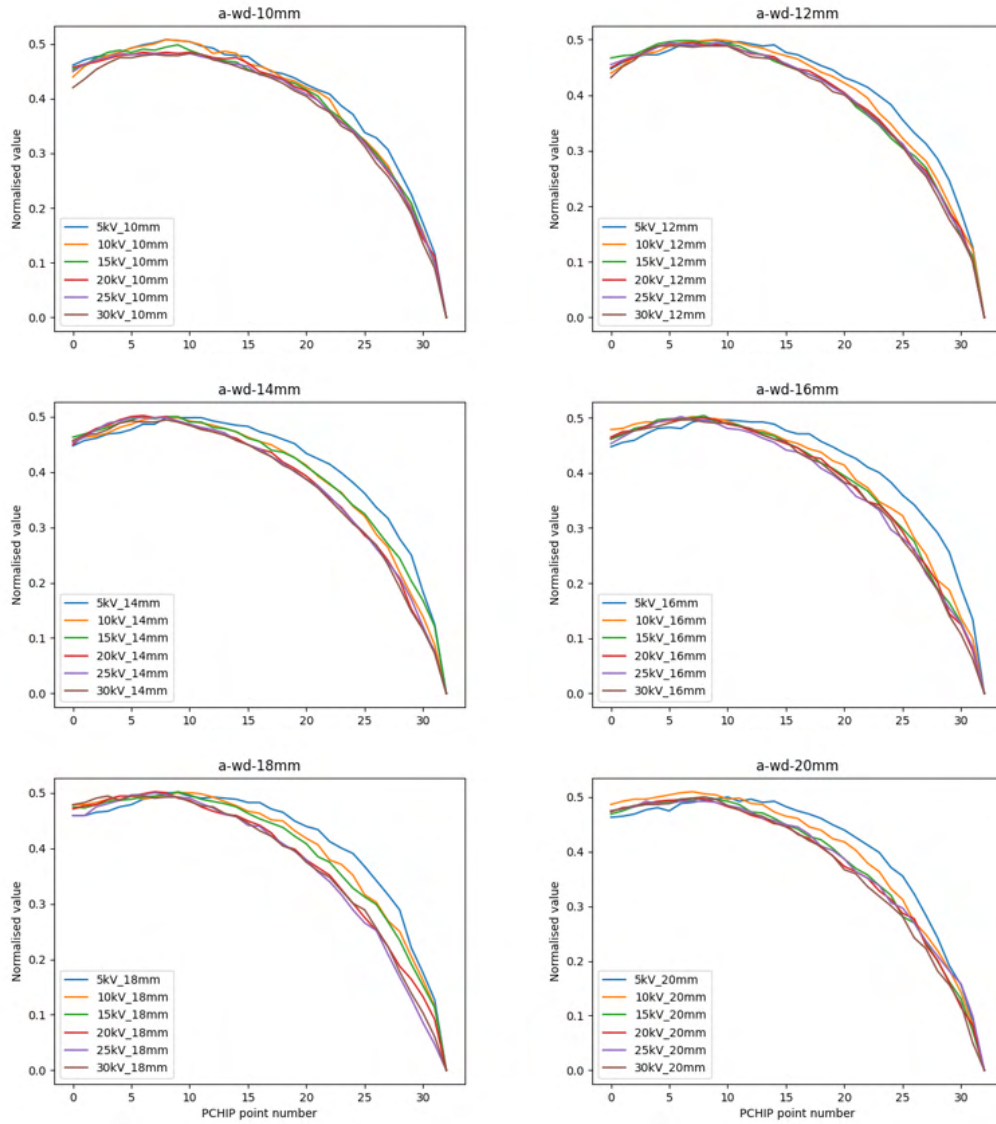 a-wd-10mm
Normalised value
0.5
0.4
0.3
0.2
0.1
0.0
5kV_10mm
10kV_10mm
15kV_10mm
20kV_10mm
25kV_10mm
30kV_10mm
0 5 10 15 20 25 30
a-wd-12mm
Normalised value
0.5
0.4
0.3
0.2
0.1
0.0
5kV_12mm
10kV_12mm
15kV_12mm
20kV_12mm
25kV_12mm
30kV_12mm
0 5 10 15 20 25 30
a-wd-14mm
Normalised value
0.5
0.4
0.3
0.2
0.1
0.0
5kV_14mm
10kV_14mm
15kV_14mm
20kV_14mm
25kV_14mm
30kV_14mm
0 5 10 15 20 25 30
a-wd-16mm
Normalised value
0.5
0.4
0.3
0.2
0.1
0.0
5kV_16mm
10kV_16mm
15kV_16mm
20kV_16mm
25kV_16mm
30kV_16mm
0 5 10 15 20 25 30
a-wd-18mm
Normalised value
0.5
0.4
0.3
0.2
0.1
0.0
5kV_18mm
10kV_18mm
15kV_18mm
20kV_18mm
25kV_18mm
30kV_18mm
0 5 10 15 20 25 30
PCHIP point number
a-wd-20mm
Normalised value
0.5
0.4
0.3
0.2
0.1
0.0
5kV_20mm
10kV_20mm
15kV_20mm
20kV_20mm
25kV_20mm
30kV_20mm
0 5 10 15 20 25 30
PCHIP point number